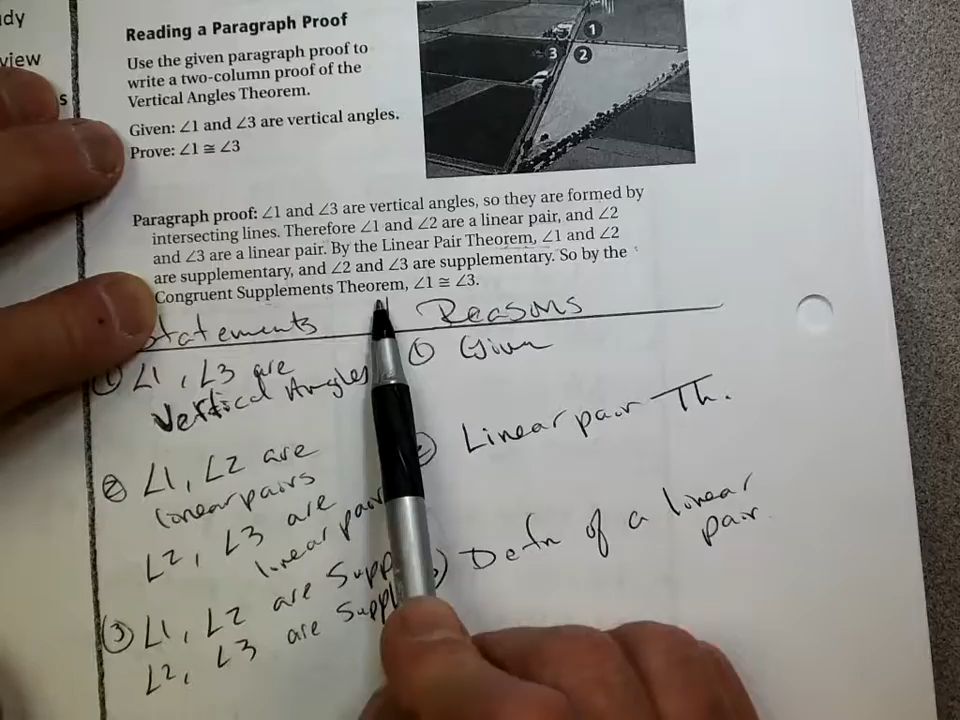 view
Reading a Paragraph Proof
Use the given paragraph proof to
write a two-column proof of the
Vertical Angles Theorem.
Given: ∠1 and ∠3 are vertical angles.
Prove: ∠1 ≅ ∠3
1
3 2
Paragraph proof: ∠1 and ∠3 are vertical angles, so they are formed by
intersecting lines. Therefore ∠1 and ∠2 are a linear pair, and ∠2
and ∠3 are a linear pair. By the Linear Pair Theorem, ∠1 and ∠2
are supplementary, and ∠2 and ∠3 are supplementary. So by the
Congruent Supplements Theorem, ∠1 ≅ ∠3.
Statements Reasons
① ∠1, ∠3 are ① Given
Vertical Angles
② ∠1, ∠2 are Linear pair Th.
linear pairs
∠2, ∠3 are
linear pair
Defn of a linear
pair.
③ ∠1, ∠2 are Supp
∠2, ∠3 are Suppl